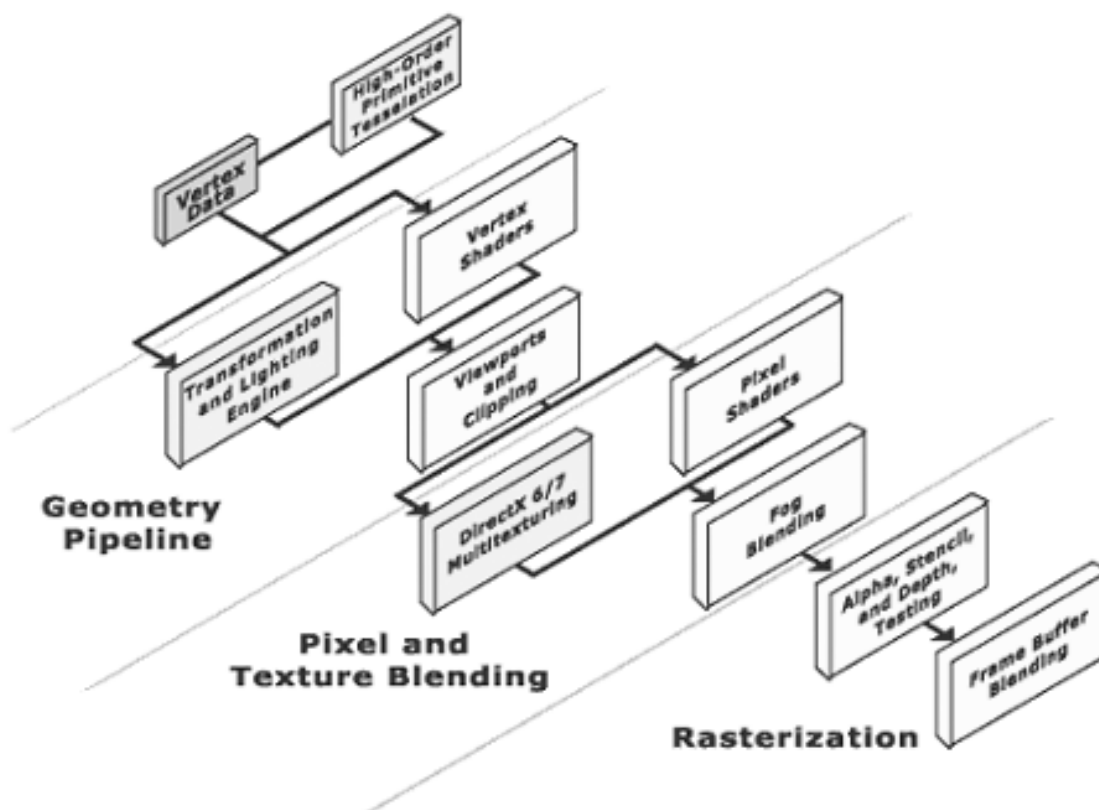 High-Order
Primitive
Tesselation
Vertex
Data
Vertex
Shaders
Transformation
and Lighting
Engine
Viewports
and
Clipping
Pixel
Shaders
Geometry
Pipeline
DirectX 6/7
Multitexturing
Fog
Blending
Alpha, Stencil,
and Depth,
Testing
Frame Buffer
Blending
Pixel and
Texture Blending
Rasterization